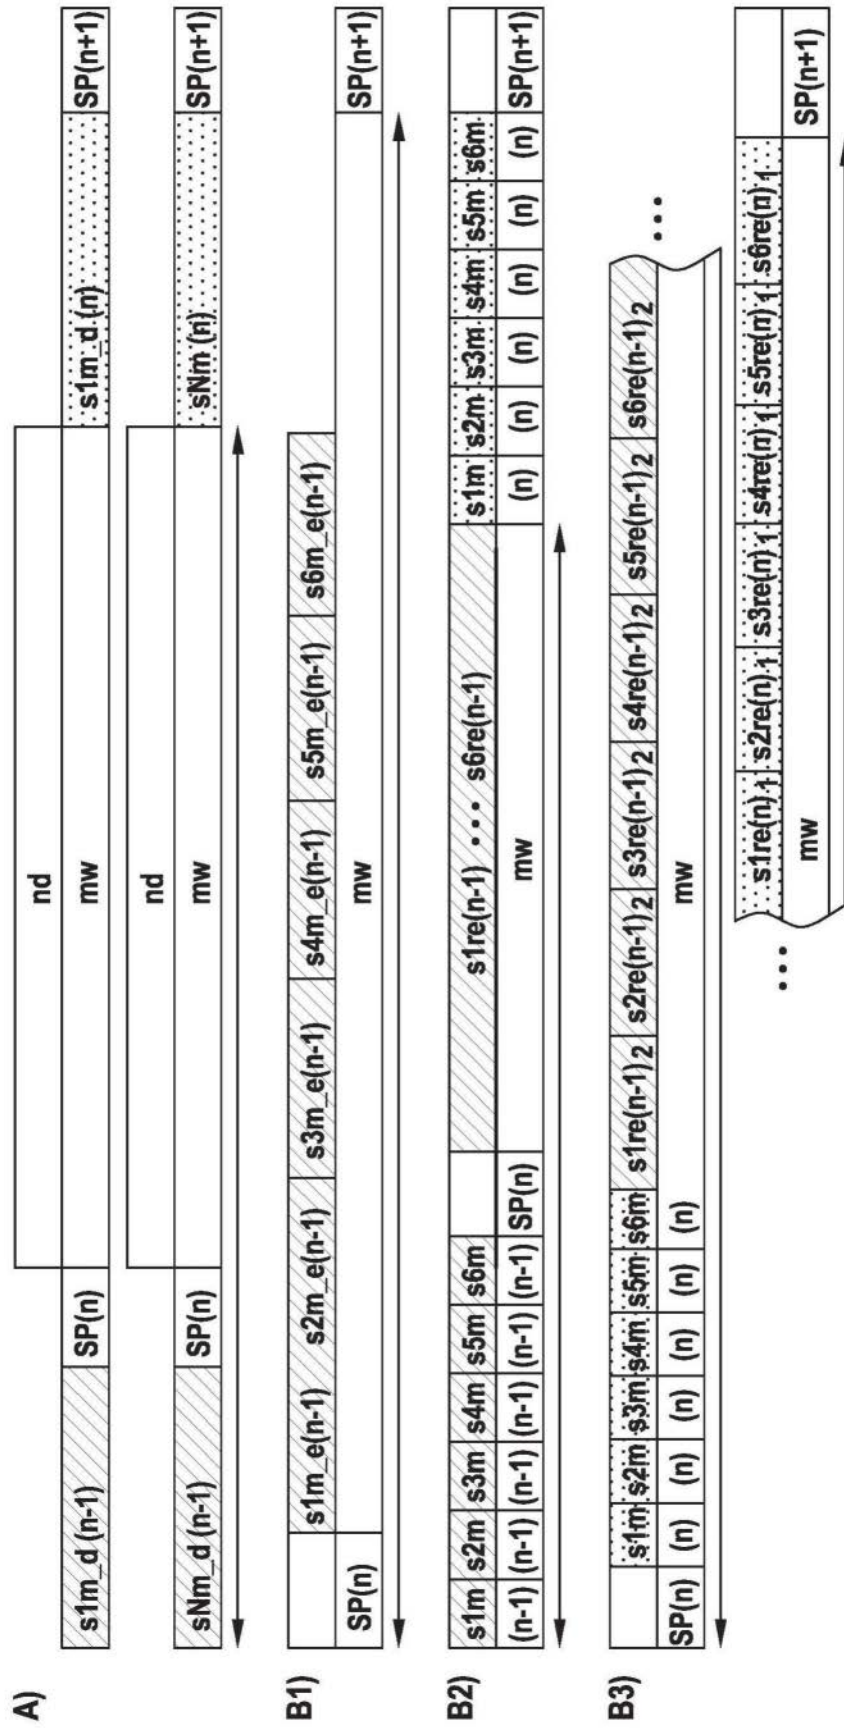 A)
nd
s1m_d (n-1) SP(n) mw s1m_d (n) SP(n+1)
nd
sNm_d (n-1) SP(n) mw sNm (n) SP(n+1)
B1)
s1m_e(n-1) s2m_e(n-1) s3m_e(n-1) s4m_e(n-1) s5m_e(n-1) s6m_e(n-1)
SP(n) mw SP(n+1)
B2)
s1m s2m s3m s4m s5m s6m s1re(n-1) ••• s6re(n-1) s1m s2m s3m s4m s5m s6m
(n-1) (n-1) (n-1) (n-1) (n-1) (n-1) SP(n) mw (n) (n) (n) (n) (n) (n) SP(n+1)
B3)
s1m s2m s3m s4m s5m s6m s1re(n-1)2 s2re(n-1)2 s3re(n-1)2 s4re(n-1)2 s5re(n-1)2 s6re(n-1)2
SP(n) (n) (n) (n) (n) (n) (n) mw •••
s1re(n)1 s2re(n)1 s3re(n)1 s4re(n)1 s5re(n)1 s6re(n)1
••• mw SP(n+1)